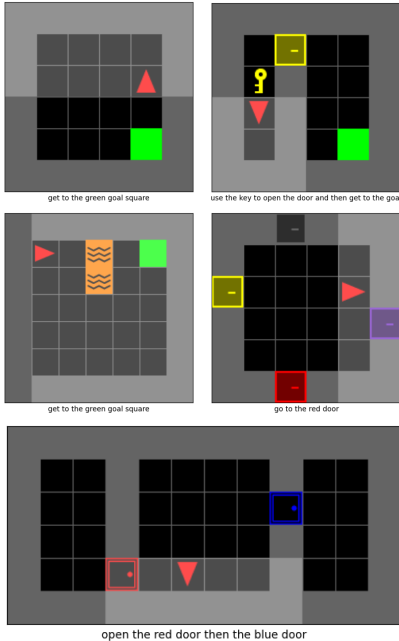 get to the green goal square
use the key to open the door and then get to the goa
get to the green goal square
go to the red door
open the red door then the blue door